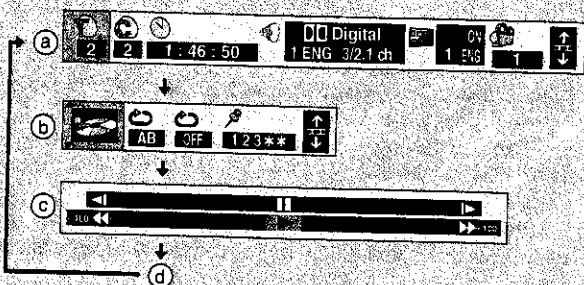 a
2 2 1 : 46 : 50 Digital
1 ENG 3/2.1 ch
ON
1 ENG
1
b
AB OFF 1 2 3 * *
c
d